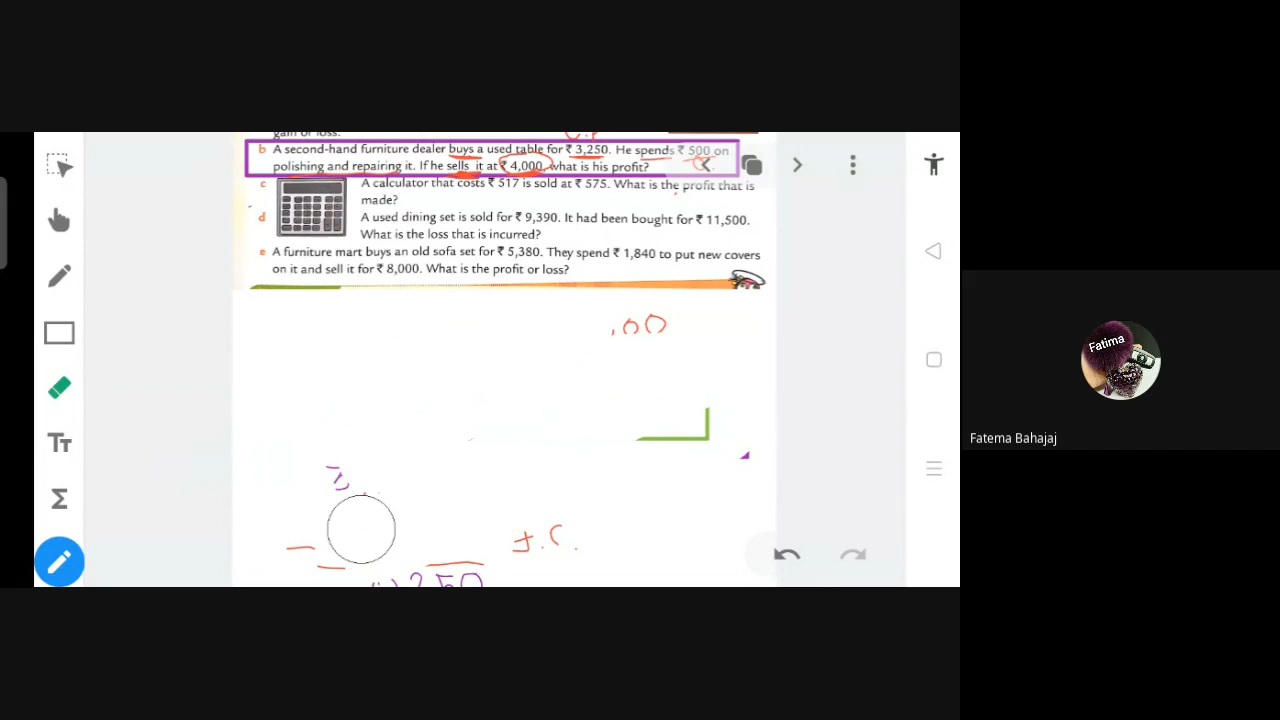 gain or loss.
C.P
b A second-hand furniture dealer buys a used table for ₹ 3,250. He spends ₹ 500 on
polishing and repairing it. If he sells it at ₹ 4,000, what is his profit?
c A calculator that costs ₹ 517 is sold at ₹ 575. What is the profit that is
made?
d A used dining set is sold for ₹ 9,390. It had been bought for ₹ 11,500.
What is the loss that is incurred?
e A furniture mart buys an old sofa set for ₹ 5,380. They spend ₹ 1,840 to put new covers
on it and sell it for ₹ 8,000. What is the profit or loss?
Tт
Σ
Fatima
Fatema Bahajaj